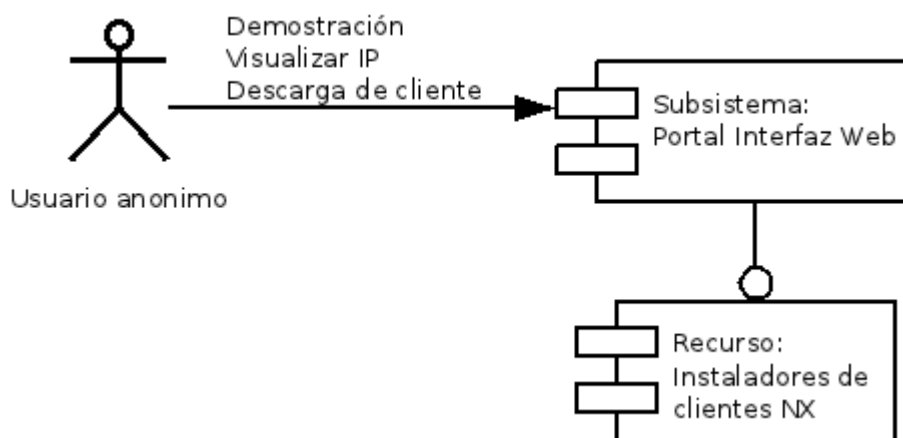 Demostración
Visualizar IP
Descarga de cliente
Usuario anonimo
Subsistema:
Portal Interfaz Web
Recurso:
Instaladores de
clientes NX